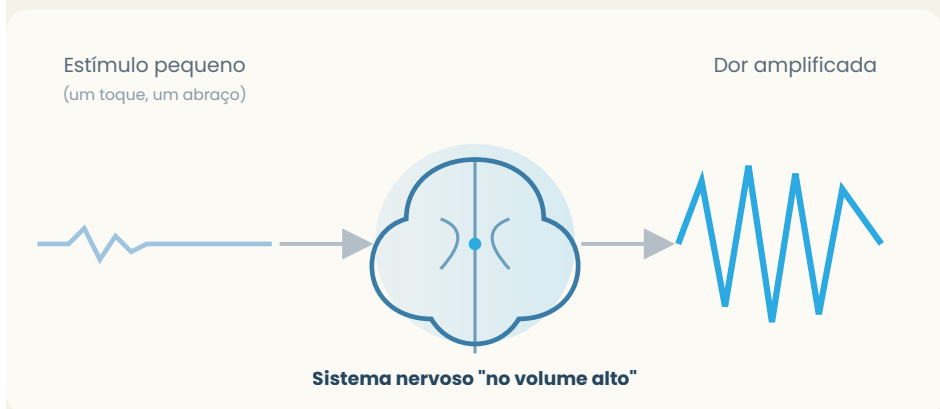 Estímulo pequeno
(um toque, um abraço)
Dor amplificada
Sistema nervoso "no volume alto"